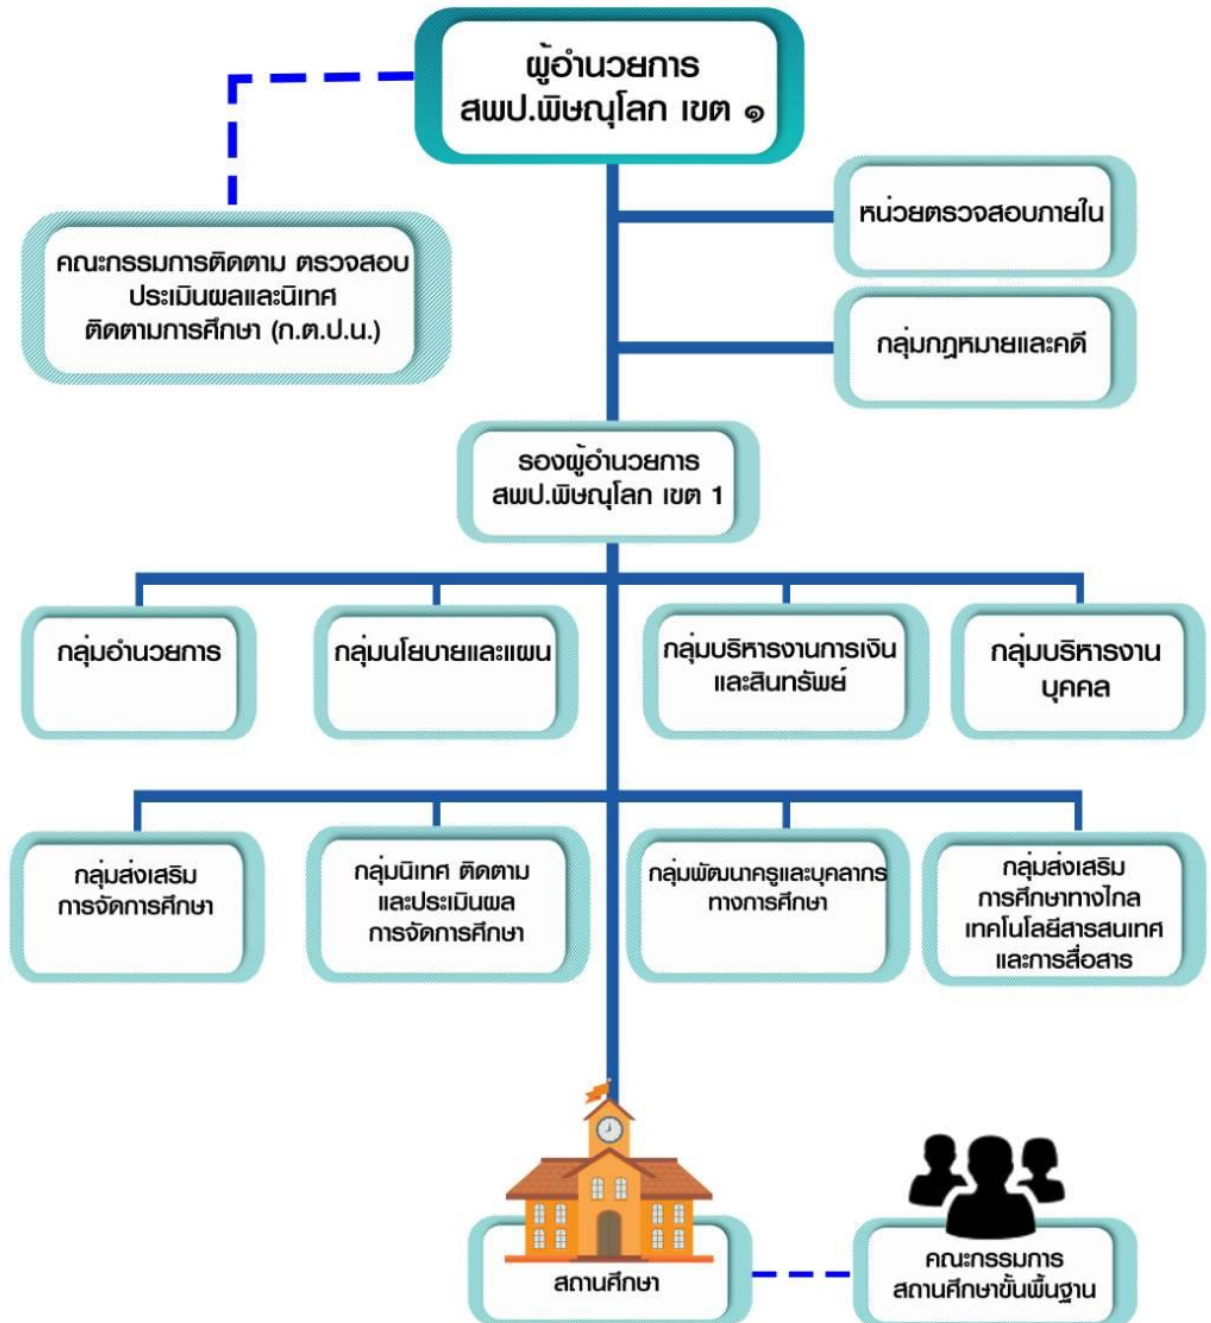 ผู้อำนวยการ
สพป.พิษณุโลก เขต ๑
หน่วยตรวจสอบภายใน
คณะกรรมการติดตาม ตรวจสอบ
ประเมินผลและนิเทศ
ติดตามการศึกษา (ก.ต.ป.น.)
กลุ่มกฎหมายและคดี
รองผู้อำนวยการ
สพป.พิษณุโลก เขต 1
กลุ่มอำนวยการ
กลุ่มนโยบายและแผน
กลุ่มบริหารงานการเงิน
และสินทรัพย์
กลุ่มบริหารงาน
บุคคล
กลุ่มส่งเสริม
การจัดการศึกษา
กลุ่มนิเทศ ติดตาม
และประเมินผล
การจัดการศึกษา
กลุ่มพัฒนาครูและบุคลากร
ทางการศึกษา
กลุ่มส่งเสริม
การศึกษาทางไกล
เทคโนโลยีสารสนเทศ
และการสื่อสาร
สถานศึกษา
คณะกรรมการ
สถานศึกษาขั้นพื้นฐาน